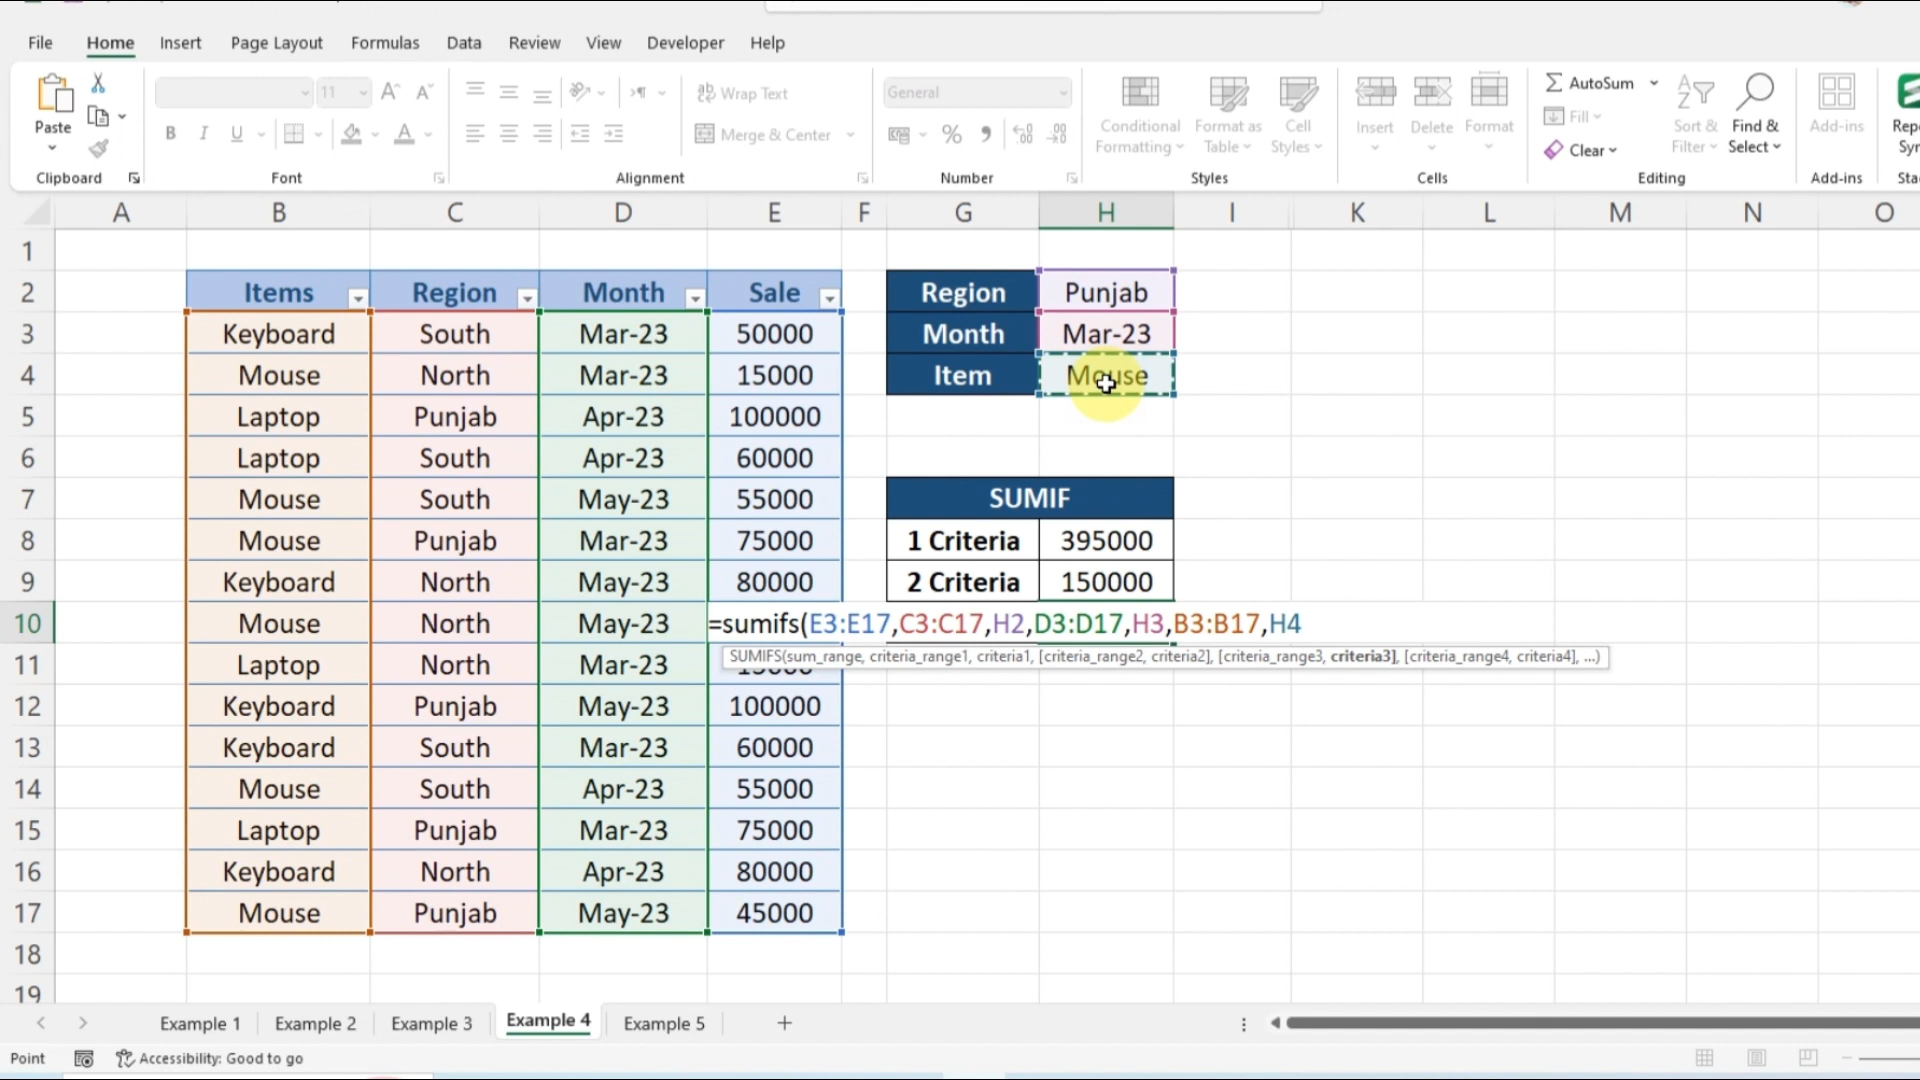 File Home Insert Page Layout Formulas Data Review View Developer Help
11
Wrap Text
General
AutoSum
Fill
Paste
B I U
Merge & Center
%
Conditional Formatting
Format as Table
Cell Styles
Insert
Delete
Format
Clear
Sort & Filter
Find & Select
Add-ins
Clipboard Font Alignment Number Styles Cells Editing Add-ins
A B C D E F G H I K L M N O
1
2 Items Region Month Sale Region Punjab
3 Keyboard South Mar-23 50000 Month Mar-23
4 Mouse North Mar-23 15000 Item Mouse
5 Laptop Punjab Apr-23 100000
6 Laptop South Apr-23 60000
7 Mouse South May-23 55000 SUMIF
8 Mouse Punjab Mar-23 75000 1 Criteria 395000
9 Keyboard North May-23 80000 2 Criteria 150000
10 Mouse North May-23 =sumifs(E3:E17,C3:C17,H2,D3:D17,H3,B3:B17,H4
SUMIFS(sum_range, criteria_range1, criteria1, [criteria_range2, criteria2], [criteria_range3, criteria3], [criteria_range4, criteria4], ...)
11 Laptop North Mar-23
12 Keyboard Punjab May-23 100000
13 Keyboard South Mar-23 60000
14 Mouse South Apr-23 55000
15 Laptop Punjab Mar-23 75000
16 Keyboard North Apr-23 80000
17 Mouse Punjab May-23 45000
18
19
Example 1 Example 2 Example 3 Example 4 Example 5
Point Accessibility: Good to go